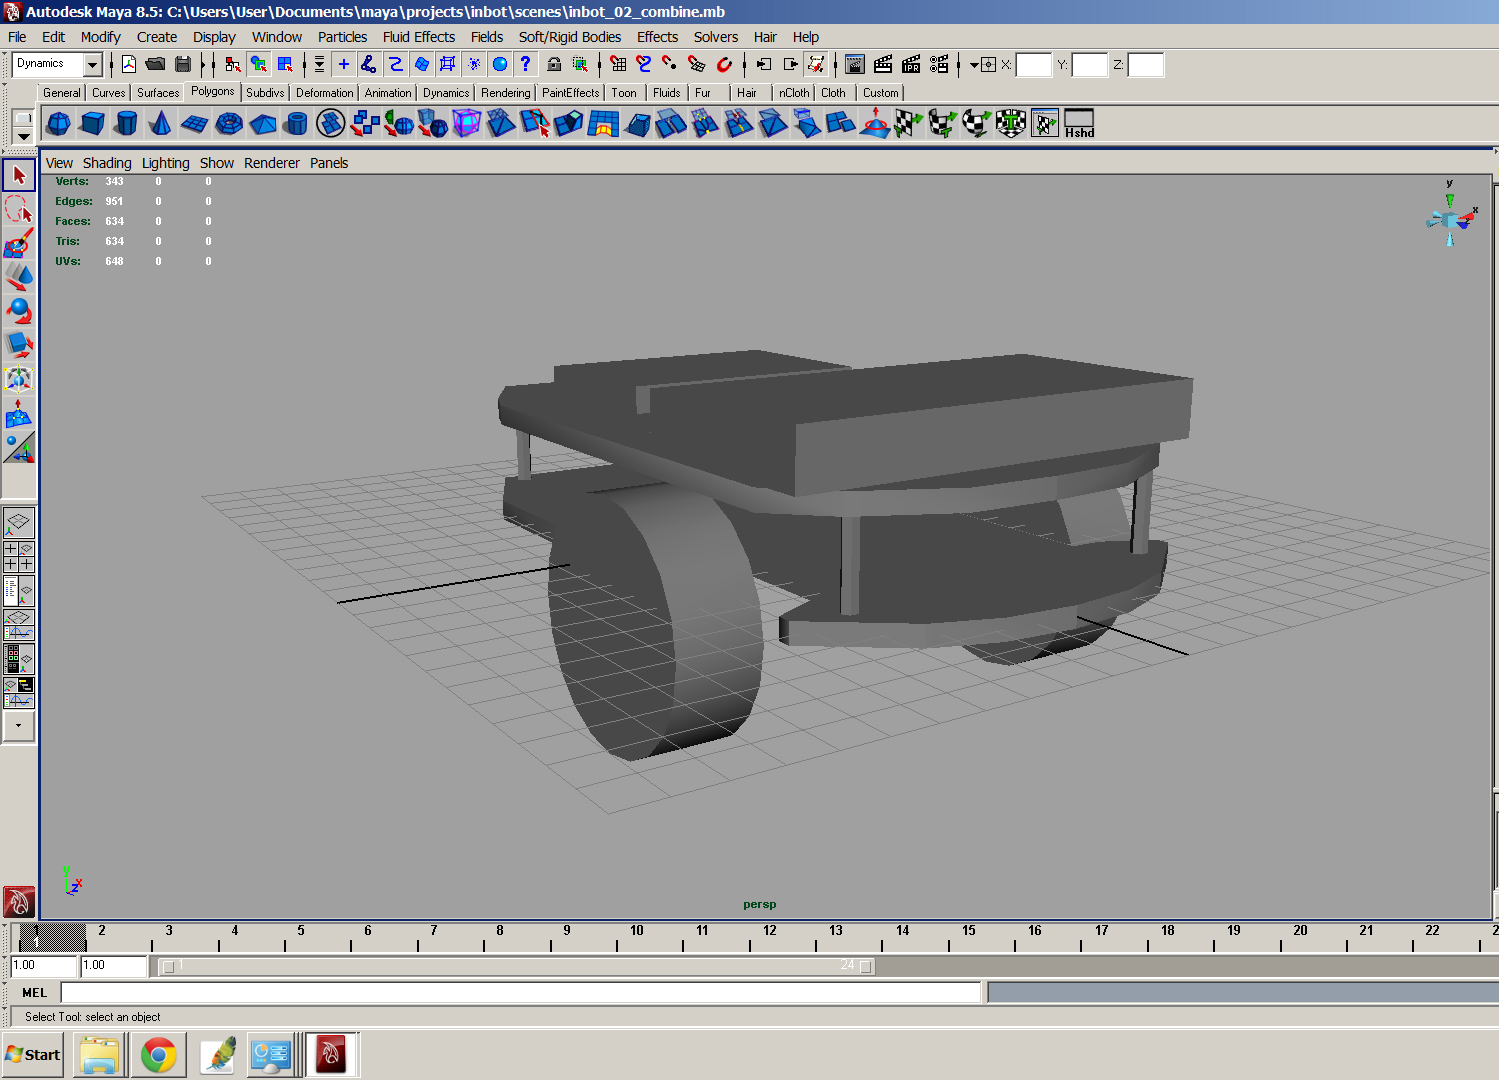 Autodesk Maya 8.5: C:\Users\User\Documents\maya\projects\inbot\scenes\inbot_02_combine.mb
File Edit Modify Create Display Window Particles Fluid Effects Fields Soft/Rigid Bodies Effects Solvers Hair Help
Dynamics X: Y: Z:
General Curves Surfaces Polygons Subdivs Deformation Animation Dynamics Rendering PaintEffects Toon Fluids Fur Hair nCloth Cloth Custom
Hshd
View Shading Lighting Show Renderer Panels
Verts: 343 0 0
Edges: 951 0 0
Faces: 634 0 0
Tris: 634 0 0
UVs: 648 0 0
y
x
y
x
z
persp
1 2 3 4 5 6 7 8 9 10 11 12 13 14 15 16 17 18 19 20 21 22 2
1
1.00 1.00 1 24
MEL
Select Tool: select an object
Start